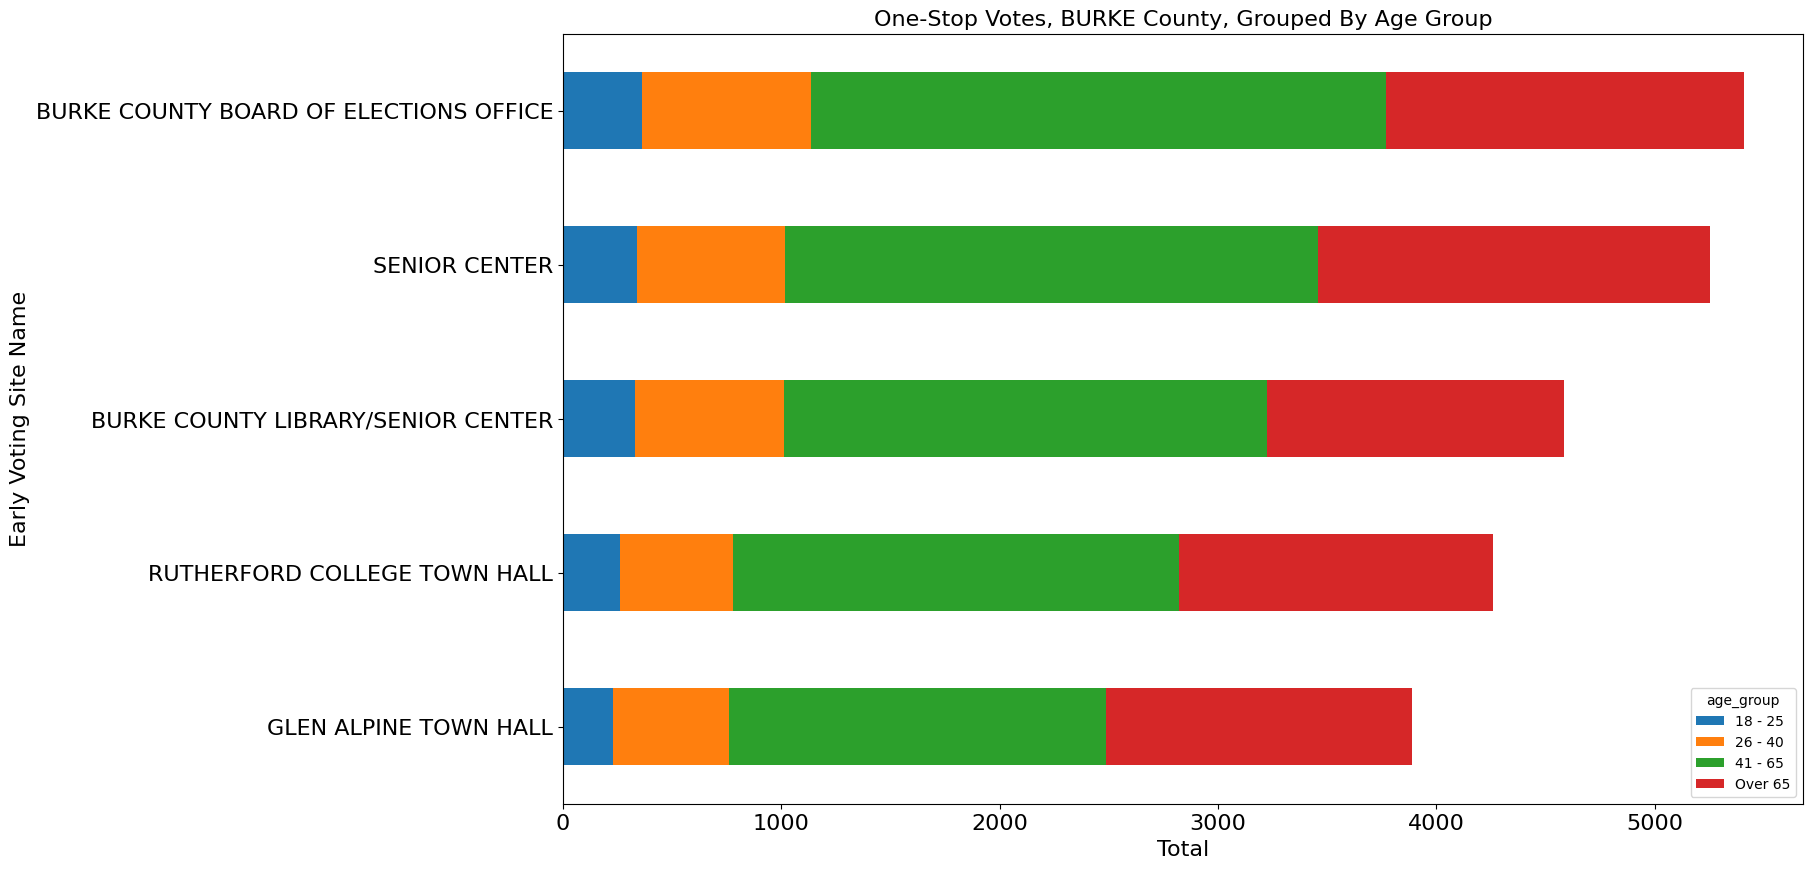 One-Stop Votes, BURKE County, Grouped By Age Group
Early Voting Site Name
BURKE COUNTY BOARD OF ELECTIONS OFFICE
SENIOR CENTER
BURKE COUNTY LIBRARY/SENIOR CENTER
RUTHERFORD COLLEGE TOWN HALL
GLEN ALPINE TOWN HALL
age_group
18 - 25
26 - 40
41 - 65
Over 65
0 1000 2000 3000 4000 5000
Total